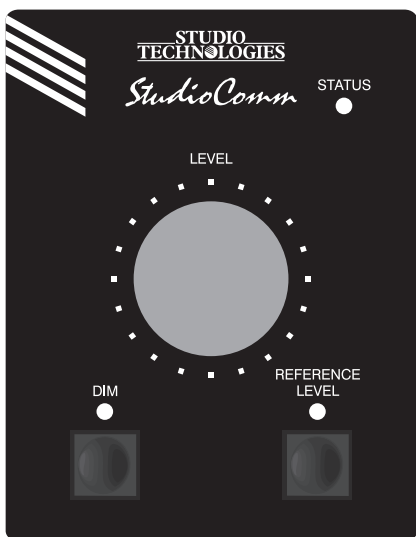 STUDIO
TECHNOLOGIES
StudioComm
STATUS
LEVEL
DIM
REFERENCE
LEVEL